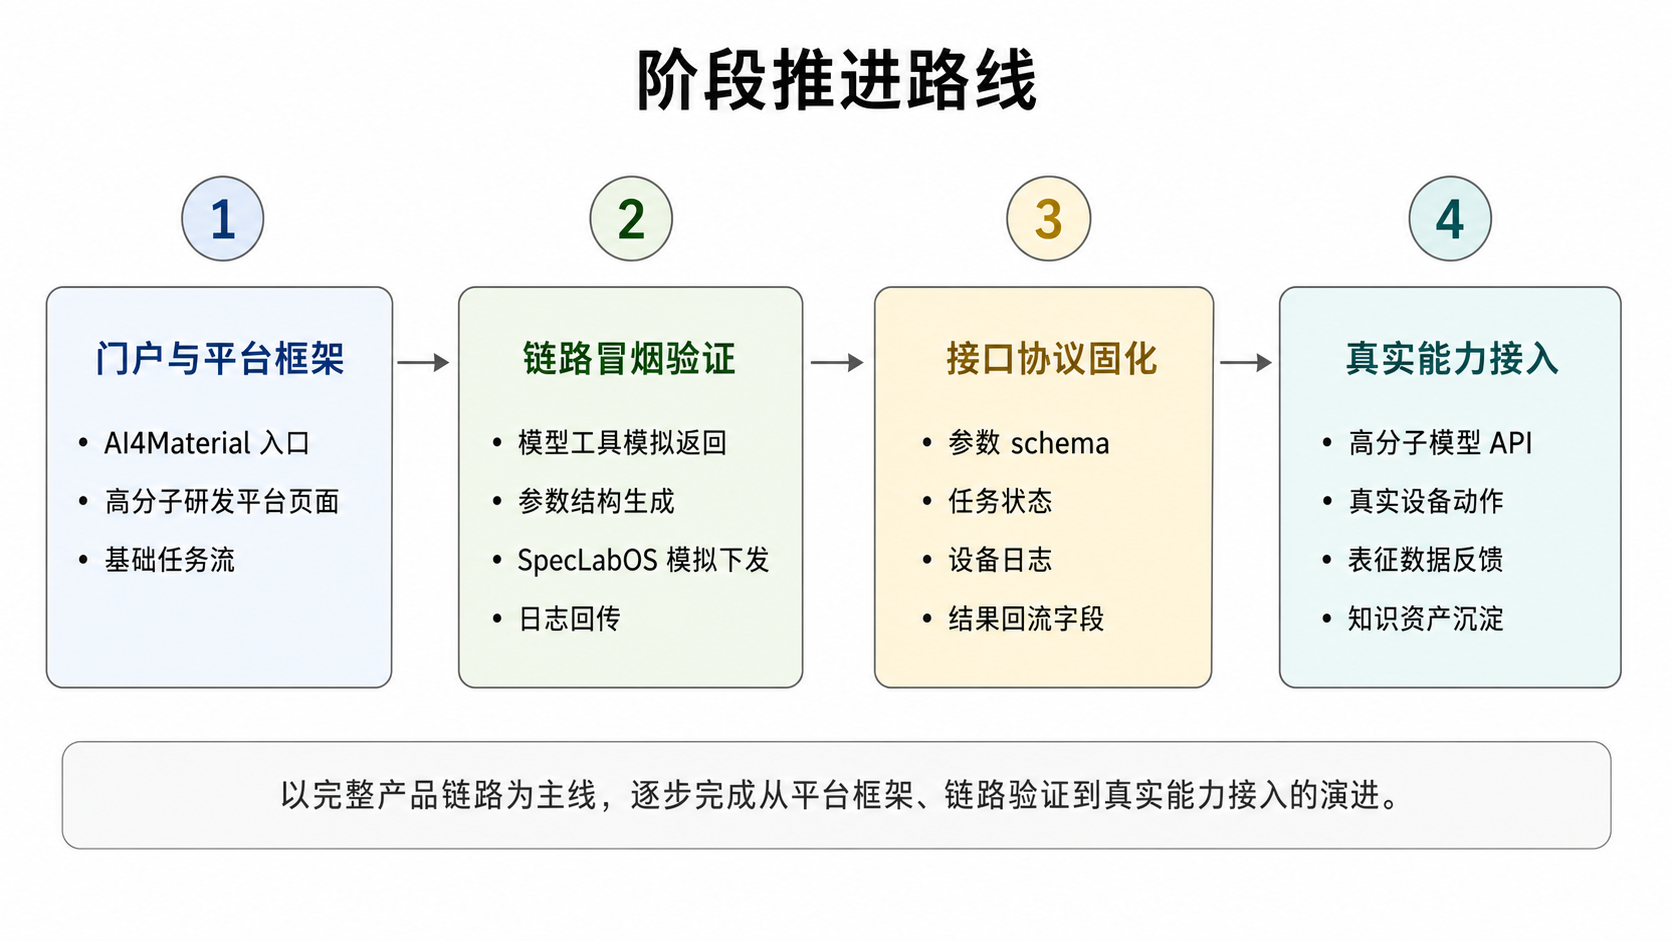 阶段推进路线
1
2
3
4
门户与平台框架
• AI4Material 入口
• 高分子研发平台页面
• 基础任务流
链路冒烟验证
• 模型工具模拟返回
• 参数结构生成
• SpecLabOS 模拟下发
• 日志回传
接口协议固化
• 参数 schema
• 任务状态
• 设备日志
• 结果回流字段
真实能力接入
• 高分子模型 API
• 真实设备动作
• 表征数据反馈
• 知识资产沉淀
以完整产品链路为主线，逐步完成从平台框架、链路验证到真实能力接入的演进。